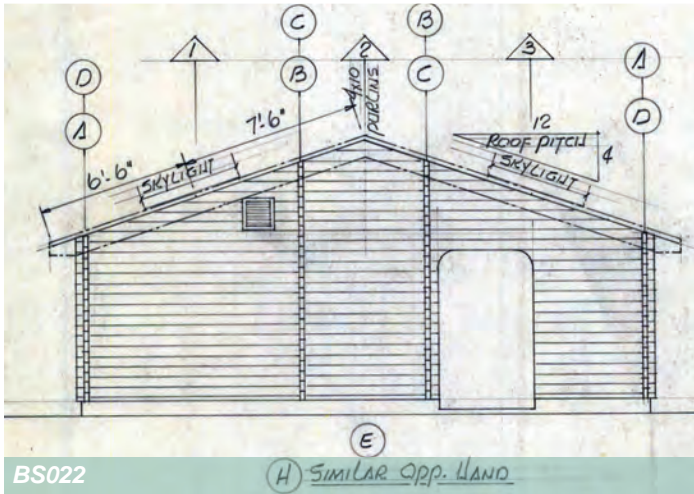 C
B
D
1
2
3
A
A
B
C
D
4x10
PURLINS
7'-6"
6'-6"
SKYLIGHT
12
ROOF PITCH
4
SKYLIGHT
E
H SIMILAR OPP. HAND
BS022